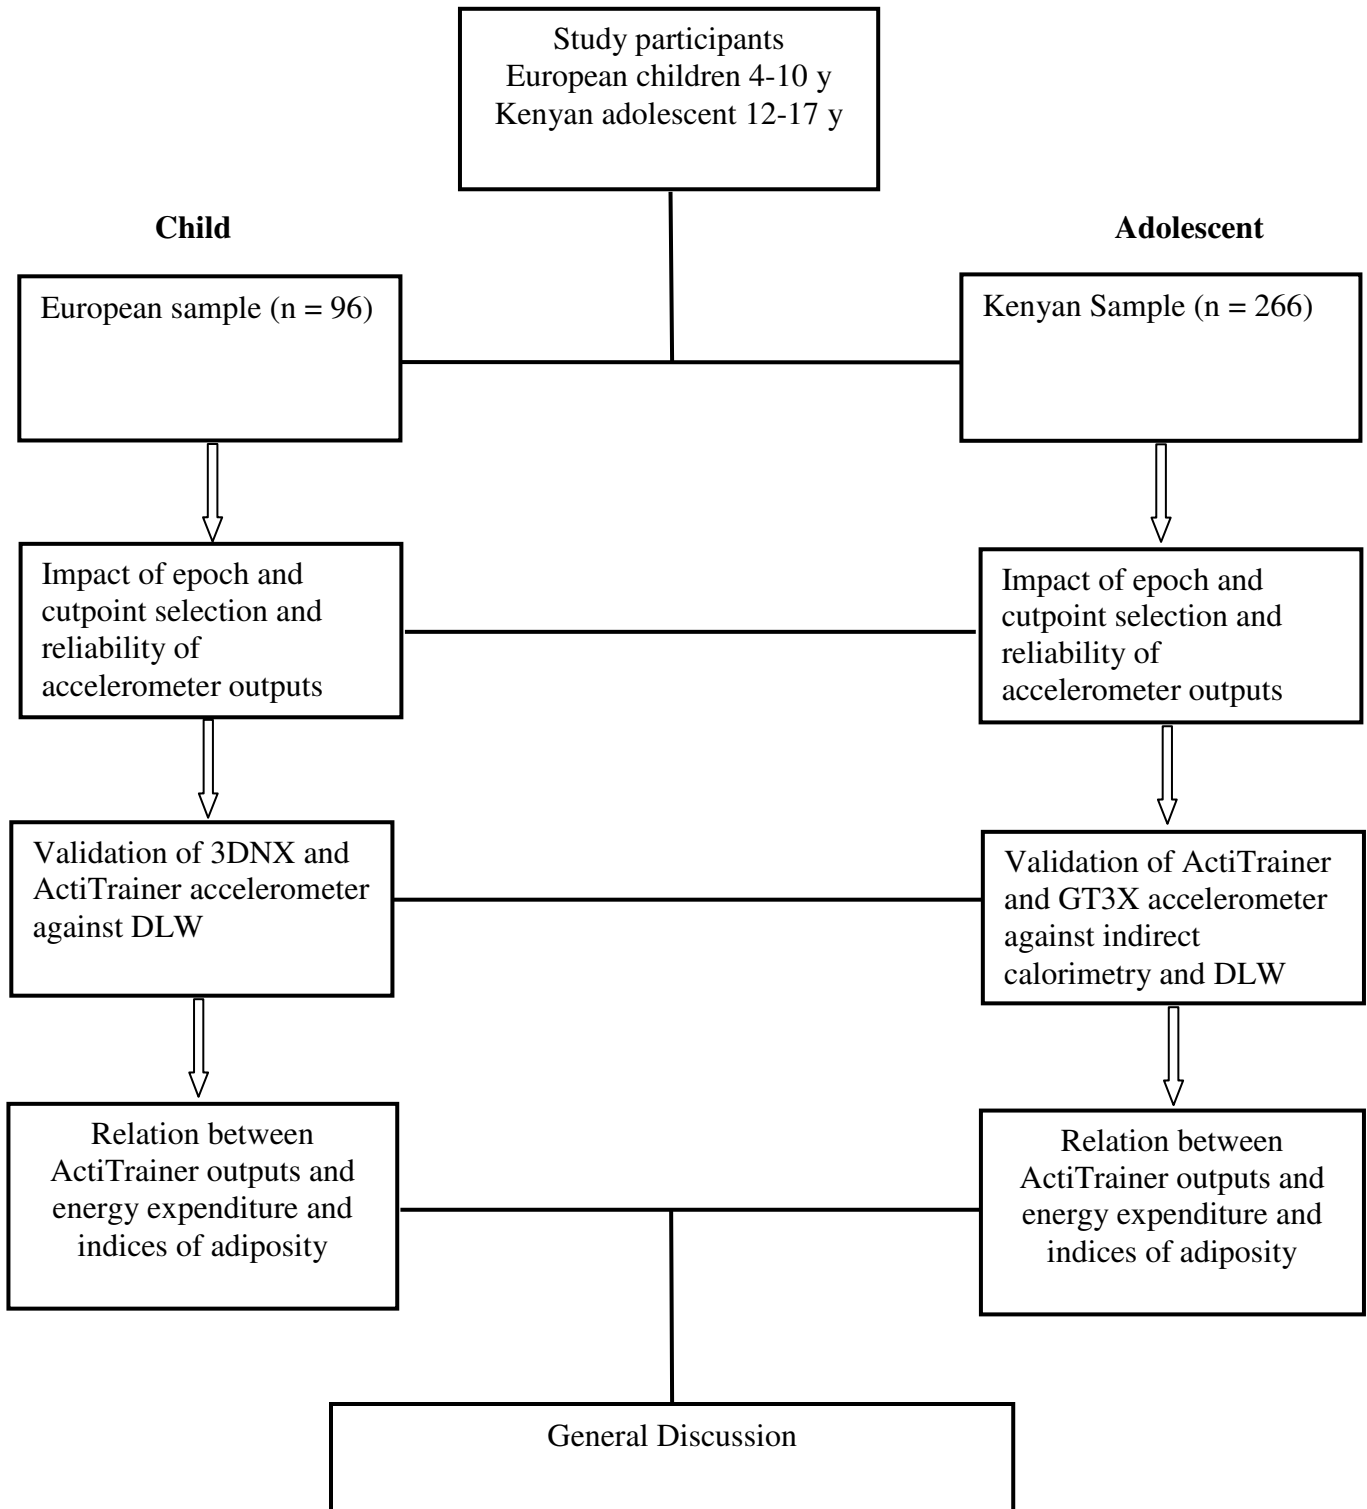 Study participants
European children 4-10 y
Kenyan adolescent 12-17 y
Child
Adolescent
European sample (n = 96)
Kenyan Sample (n = 266)
Impact of epoch and
cutpoint selection and
reliability of
accelerometer outputs
Impact of epoch and
cutpoint selection and
reliability of
accelerometer outputs
Validation of 3DNX and
ActiTrainer accelerometer
against DLW
Validation of ActiTrainer
and GT3X accelerometer
against indirect
calorimetry and DLW
Relation between
ActiTrainer outputs and
energy expenditure and
indices of adiposity
Relation between
ActiTrainer outputs and
energy expenditure and
indices of adiposity
General Discussion